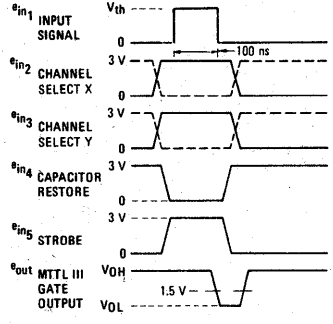 ein1 INPUT SIGNAL Vth
0
100 ns
ein2 CHANNEL SELECT X 3 V
0
ein3 CHANNEL SELECT Y 3 V
0
ein4 CAPACITOR RESTORE 3 V
0
ein5 STROBE 3 V
0
eout MTTL III GATE OUTPUT VOH
1.5 V
VOL